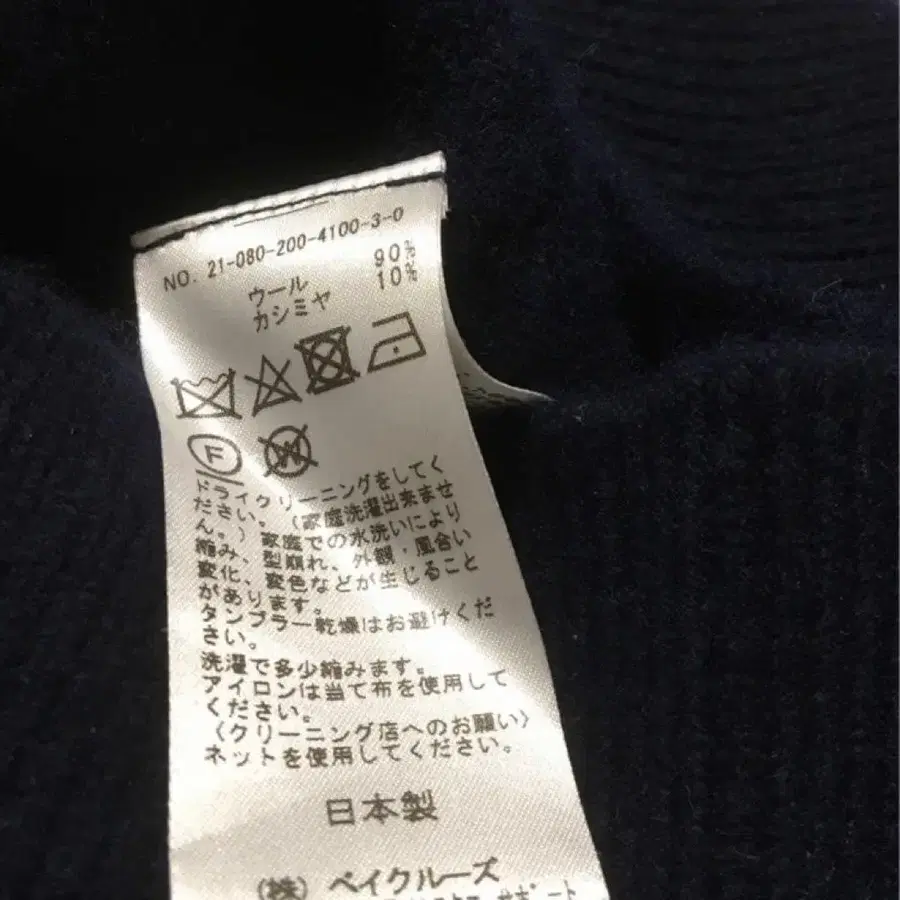 NO. 21-080-200-4100-3-0
ウール 90%
カシミヤ 10%
F W
ドライクリーニングをしてく
ださい。(家庭洗濯出来ませ
ん。)家庭での水洗いにより
縮み、型崩れ、外観・風合い
変化、変色などが生じること
があります。
タンブラー乾燥はお避けくだ
さい。
洗濯で多少縮みます。
アイロンは当て布を使用して
ください。
〈クリーニング店へのお願い〉
ネットを使用してください。
日本製
(株) ベイクルーズ
サポート